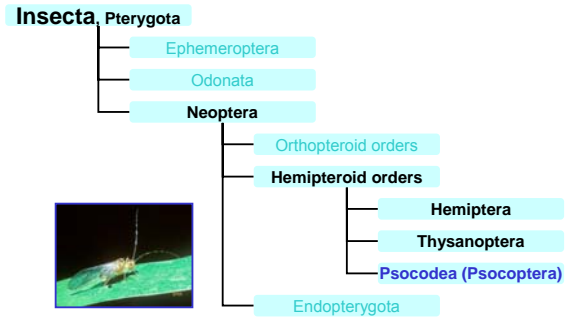 Insecta, Pterygota
Ephemeroptera
Odonata
Neoptera
Orthopteroid orders
Hemipteroid orders
Hemiptera
Thysanoptera
Psocodea (Psocoptera)
Endopterygota